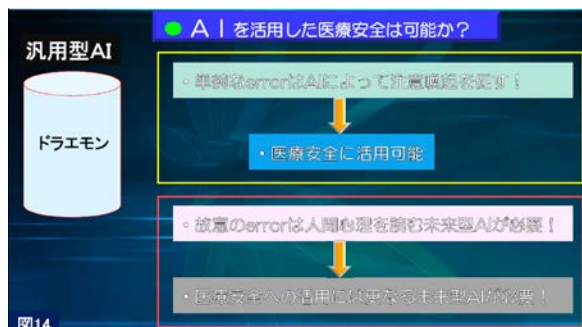 ● AIを活用した医療安全は可能か？
汎用型AI
ドラエモン
・単純なerrorはAIによって注意喚起を促す！
・医療安全に活用可能
・故意のerrorは人間心理を読む未来型AIが必要！
・医療安全への活用には更なる未来型AIが必要！
図14